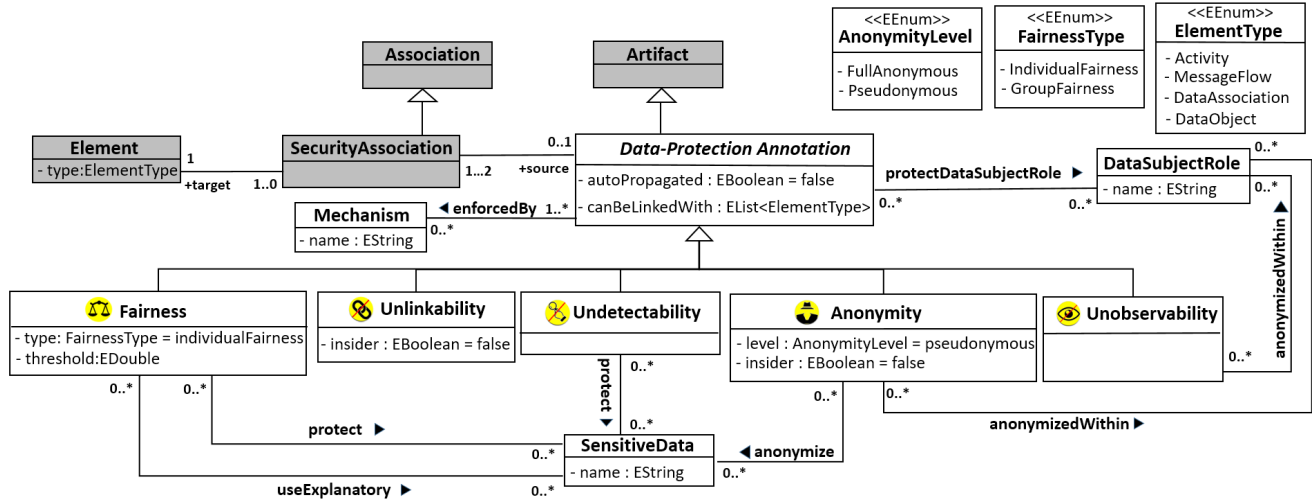 <<EEnum>>
AnonymityLevel
- FullAnonymous
- Pseudonymous
<<EEnum>>
FairnessType
- IndividualFairness
- GroupFairness
<<EEnum>>
ElementType
- Activity
- MessageFlow
- DataAssociation
- DataObject
Association
Artifact
Element
- type:ElementType
1
+target
1..0
SecurityAssociation
1...2
0..1
+source
Data-Protection Annotation
- autoPropagated : EBoolean = false
- canBeLinkedWith : EList<ElementType>
protectDataSubjectRole
0..*
0..*
DataSubjectRole
- name : EString
0..*
0..*
Mechanism
- name : EString
enforcedBy
1..*
0..*
anonymizedWithin
Fairness
- type: FairnessType = individualFairness
- threshold:EDouble
0..*
0..*
Unlinkability
- insider : EBoolean = false
Undetectability
0..*
protect
0..*
Anonymity
- level : AnonymityLevel = pseudonymous
- insider : EBoolean = false
0..*
0..*
Unobservability
0..*
anonymizedWithin
protect
0..*
SensitiveData
- name : EString
anonymize
0..*
useExplanatory
0..*